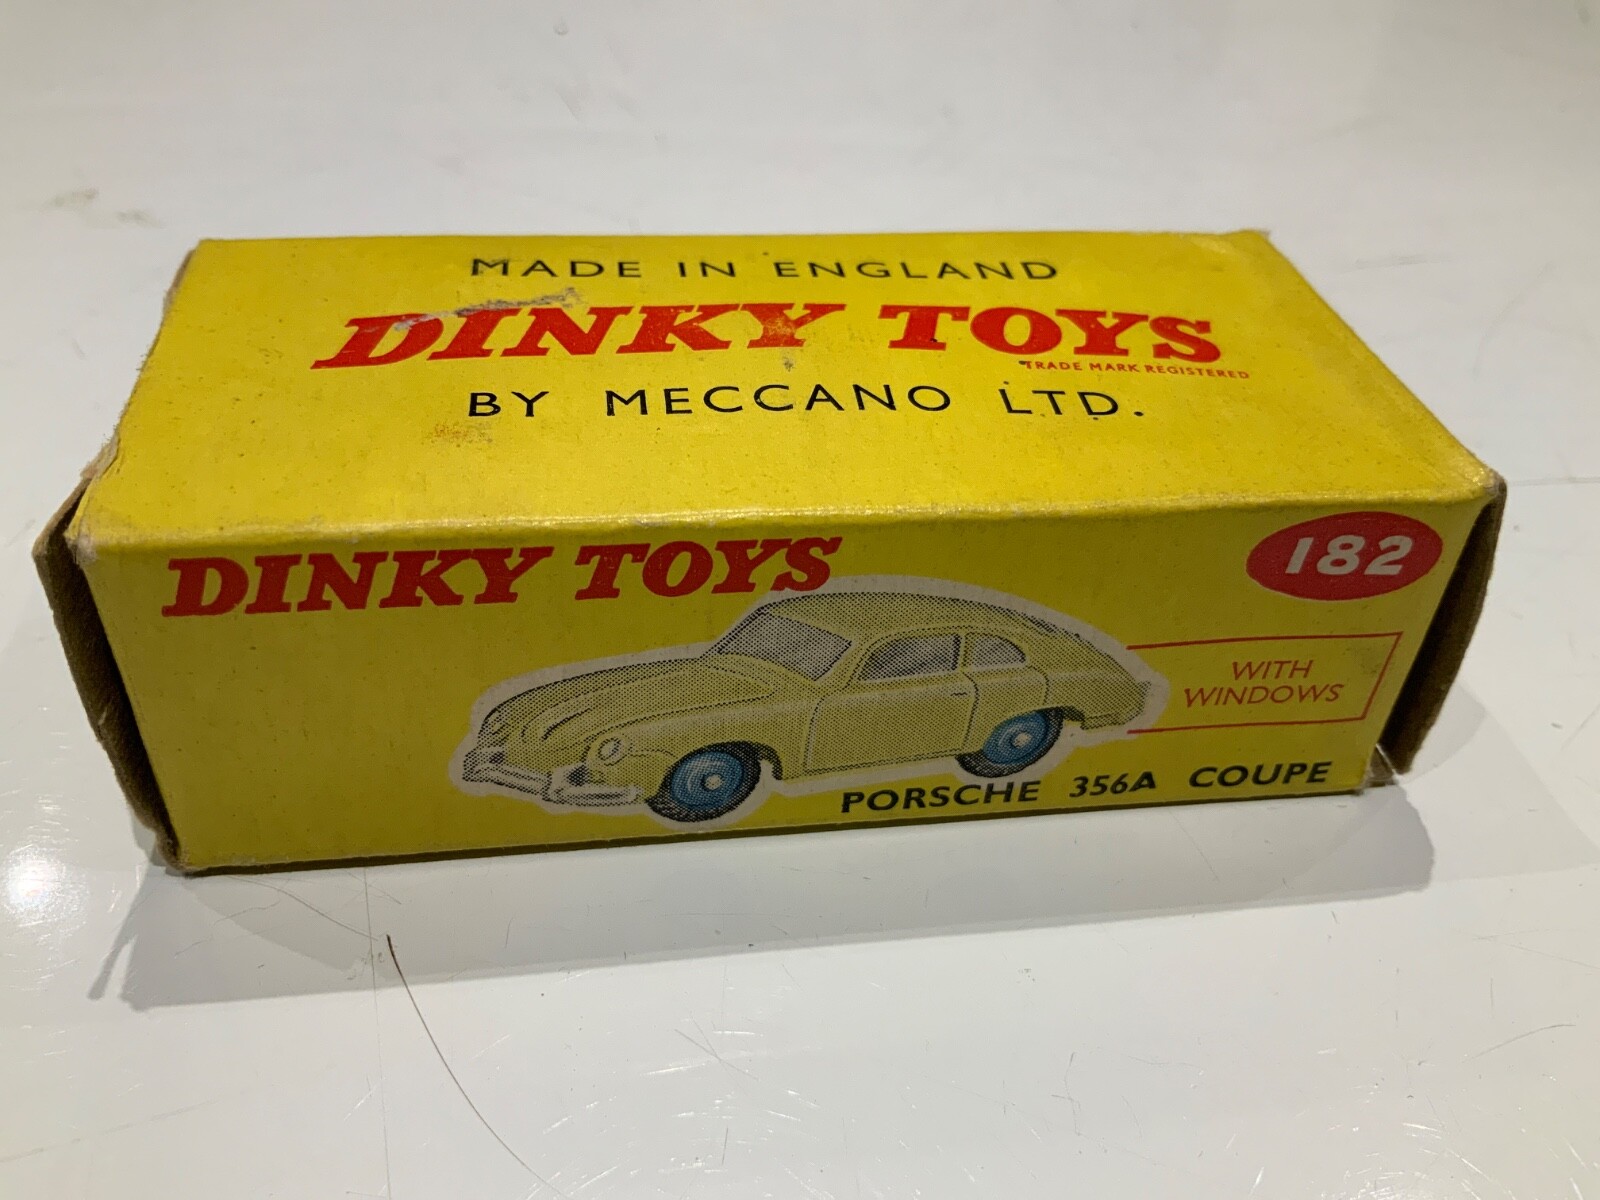 MADE IN ENGLAND
DINKY TOYS
TRADE MARK REGISTERED
BY MECCANO LTD.
DINKY TOYS
182
WITH
WINDOWS
PORSCHE 356A COUPE